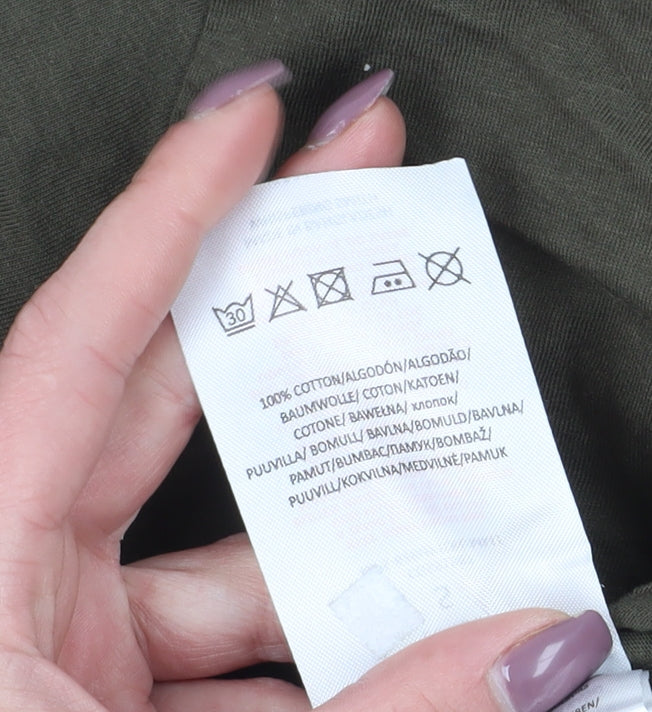 30
100% COTTON/ALGODÓN/ALGODÃO/
BAUMWOLLE/ COTON/KATOEN/
COTONE/ BAWEŁNA/ хлопок/
PUUVILLA/ BOMULL/ BAVLNA/BOMULD/BAVLNA/
PAMUT/BUMBAC/ПАМУК/BOMBAŽ/
PUUVILL/KOKVILNA/MEDVILNĖ/PAMUK
S
BEN/